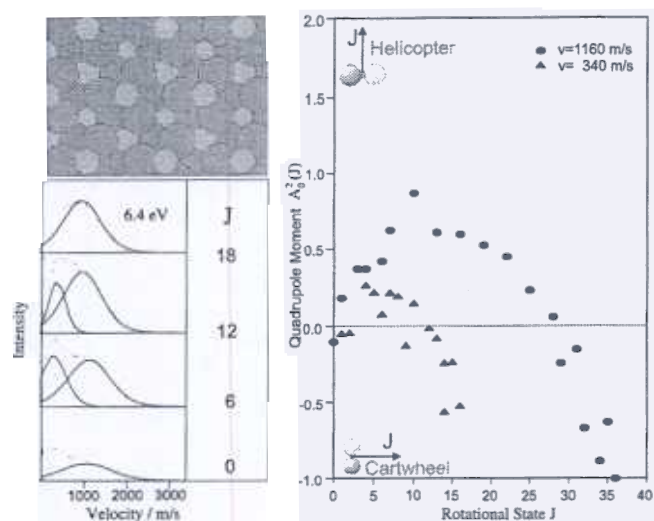 6.4 eV
J
18
12
6
0
Intensity
1000
2000
3000
Velocity / m/s
2.0
1.5
1.0
0.5
0.0
-0.5
-1.0
Quadrupole Moment A₀²(J)
J
Helicopter
v=1160 m/s
v= 340 m/s
J
Cartwheel
0
5
10
15
20
25
30
35
40
Rotational State J